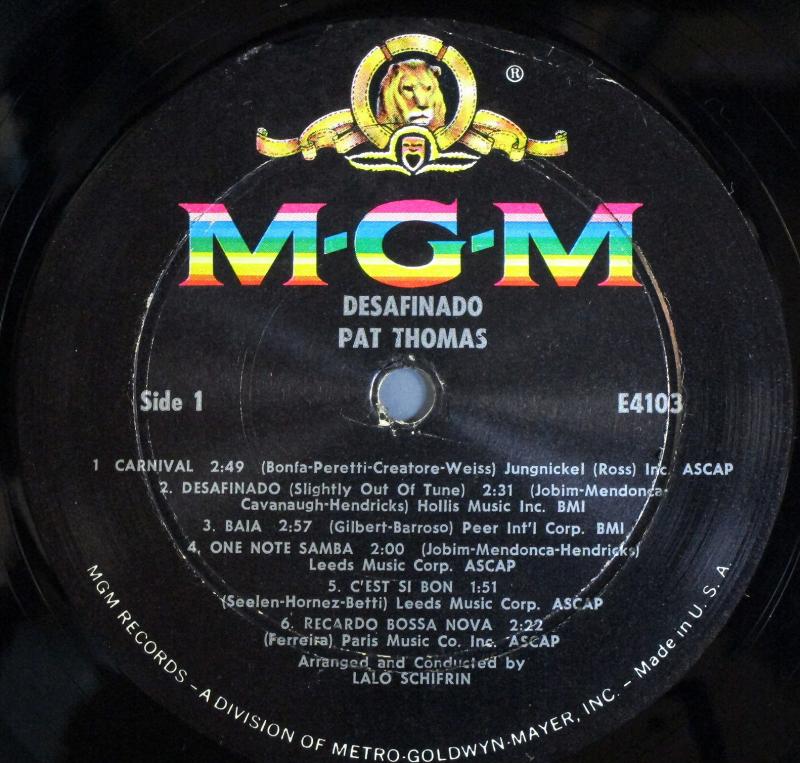 ®
M-G-M
DESAFINADO
PAT THOMAS
Side 1
E4103
1 CARNIVAL 2:49 (Bonfa-Peretti-Creatore-Weiss) Jungnickel (Ross) Inc. ASCAP
2. DESAFINADO (Slightly Out Of Tune) 2:31 (Jobim-Mendonca-
Cavanaugh-Hendricks) Hollis Music Inc. BMI
3. BAIA 2:57 (Gilbert-Barroso) Peer Int'l Corp. BMI
4. ONE NOTE SAMBA 2:00 (Jobim-Mendonca-Hendricks)
Leeds Music Corp. ASCAP
5. C'EST SI BON 1:51
(Seelen-Hornez-Betti) Leeds Music Corp. ASCAP
6. RECARDO BOSSA NOVA 2:22
(Ferreira) Paris Music Co. Inc. ASCAP
Arranged and Conducted by
LALO SCHIFRIN
MGM RECORDS – A DIVISION OF METRO-GOLDWYN-MAYER, INC. – Made in U. S. A.